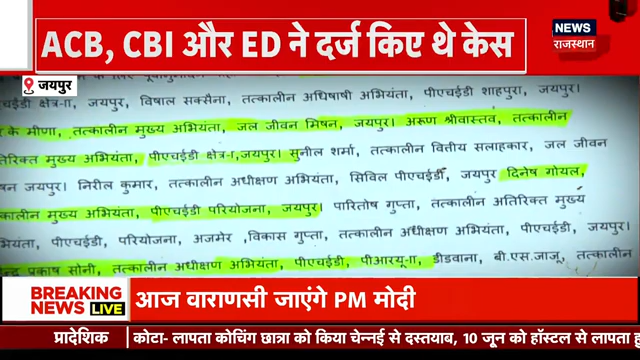 ACB, CBI और ED ने दर्ज किए थे केस
NEWS
राजस्थान
जयपुर
क्षेत्र-ा, जयपुर, विशाल सक्सैना, तत्कालीन अधिषाषी अभियंता, पीएचईडी शाहपुरा, जयपुर।
के मीणा, तत्कालीन मुख्य अभियंता, जल जीवन मिषन, जयपुर। अरूण श्रीवास्तव, तत्कालीन
मुख्य अभियंता, पीएचईडी क्षेत्र-ा,जयपुर। सुनील शर्मा, तत्कालीन वित्तीय सलाहकार, जल जीवन
जयपुर। निरील कुमार, तत्कालीन अधीक्षण अभियंता, सिविल पीएचईडी, जयपुर दिनेष गोयल,
मुख्य अभियंता, पीएचईडी परियोजना, जयपुर। पारितोष गुप्ता, तत्कालीन अतिरिक्त मुख्य
पीएचईडी, परियोजना, अजमेर ,विकास गुप्ता, तत्कालीन अधीक्षण अभियंता, पीएचईडी, जयपुर।
प्रकाष सोनी, तत्कालीन अधीक्षण अभियंता, पीएचईडी, पीआरयू-ा, डीडवाना, बी.एस.जाजू, तत्कालीन
BREAKING
NEWS LIVE
आज वाराणसी जाएंगे PM मोदी
प्रादेशिक
कोटा- लापता कोचिंग छात्रा को किया चेन्नई से दस्तयाब, 10 जून को हॉस्टल से लापता